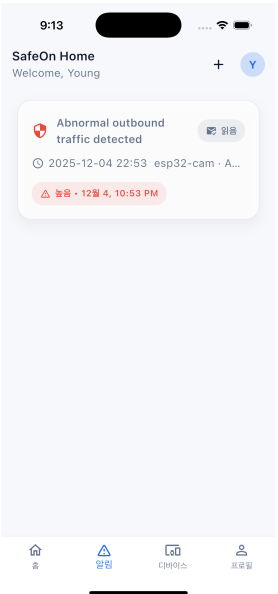 9:13
SafeOn Home
Welcome, Young
+
Y
Abnormal outbound
traffic detected
읽음
2025-12-04 22:53 esp32-cam · A...
높음 • 12월 4, 10:53 PM
홈
알림
디바이스
프로필